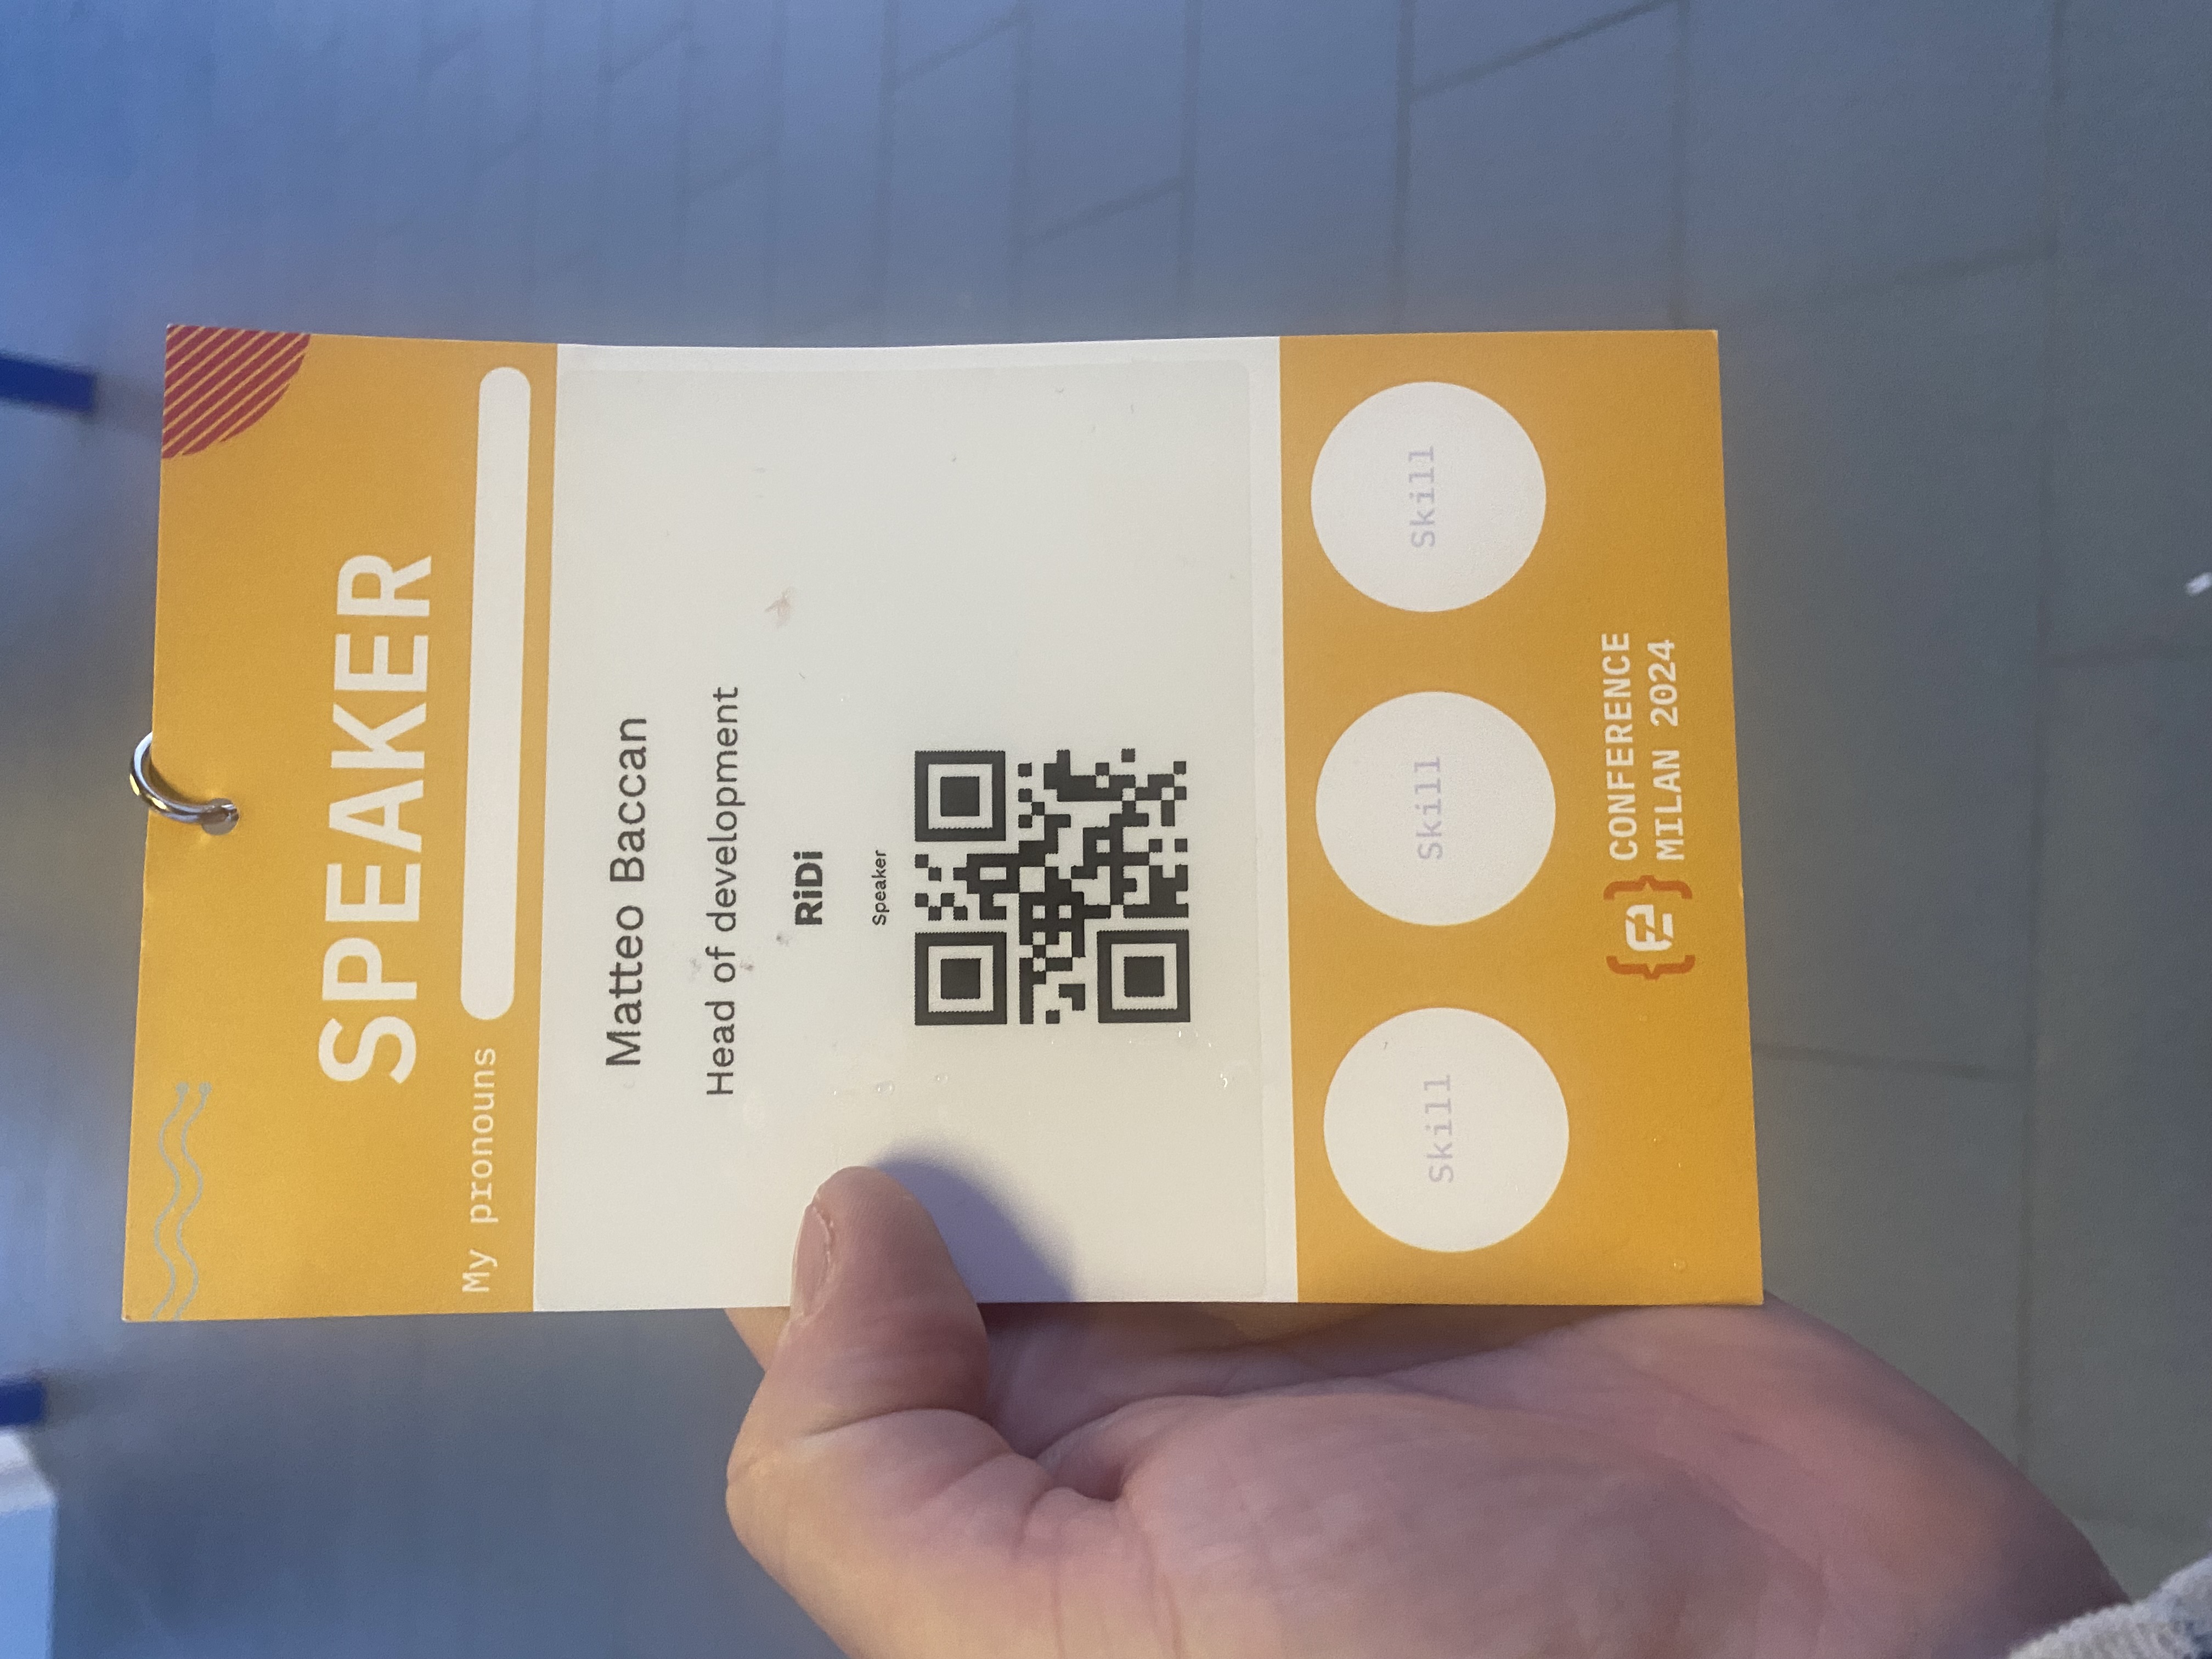 SPEAKER
My pronouns
Matteo Baccan
Head of development
RiDi
Speaker
Skill Skill Skill
CONFERENCE
MILAN 2024